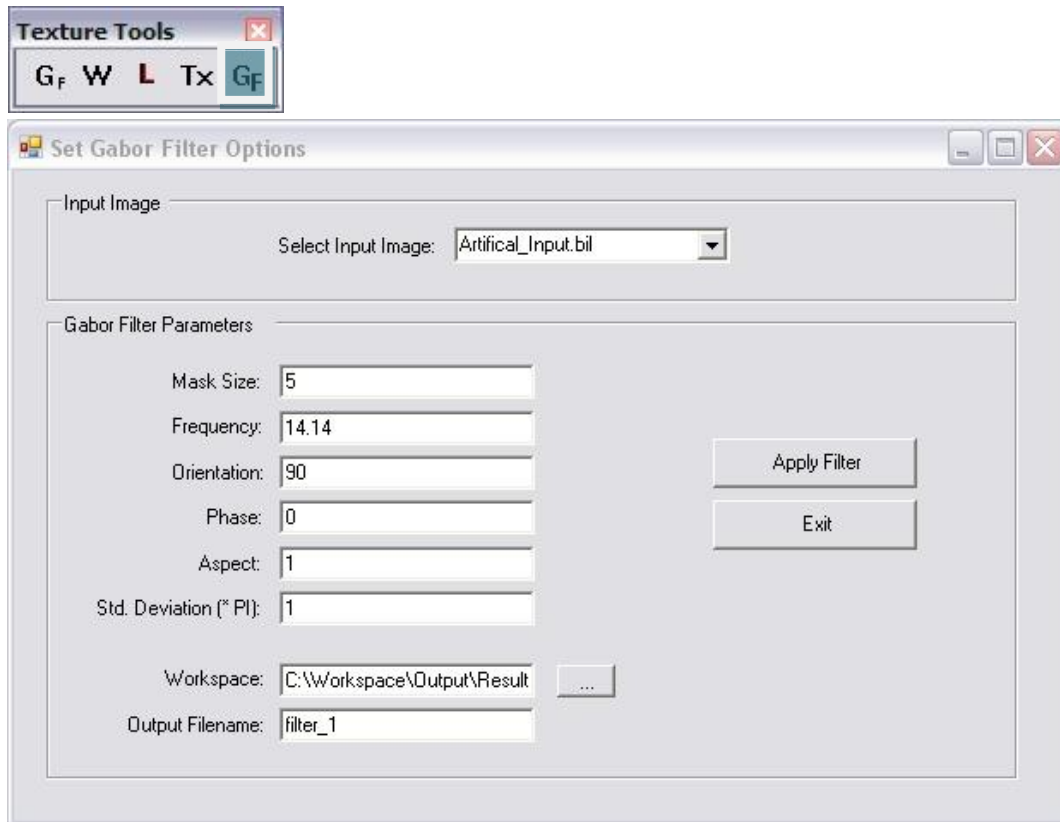 Texture Tools
GF W L Tx GF
Set Gabor Filter Options
Input Image
Select Input Image: Artifical_Input.bil
Gabor Filter Parameters
Mask Size: 5
Frequency: 14.14
Orientation: 90
Phase: 0
Aspect: 1
Std. Deviation (* PI): 1
Apply Filter
Exit
Workspace: C:\Workspace\Output\Result ...
Output Filename: filter_1